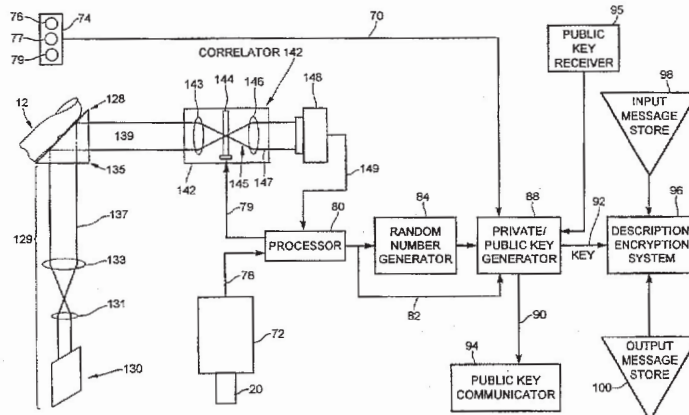 76
74
77
79
70
95
PUBLIC
KEY
RECEIVER
98
INPUT
MESSAGE
STORE
CORRELATOR 142
12
128
143
144
146
148
139
135
142
145
147
149
137
129
79
80
PROCESSOR
84
RANDOM
NUMBER
GENERATOR
88
PRIVATE/
PUBLIC KEY
GENERATOR
92
KEY
96
DESCRIPTION
ENCRYPTION
SYSTEM
133
78
82
131
72
90
130
20
94
PUBLIC KEY
COMMUNICATOR
OUTPUT
MESSAGE
STORE
100